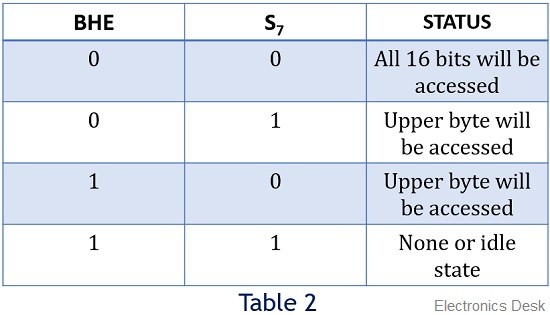 BHE S₇ STATUS
0 0 All 16 bits will be
accessed
0 1 Upper byte will
be accessed
1 0 Upper byte will
be accessed
1 1 None or idle
state
Table 2
Electronics Desk